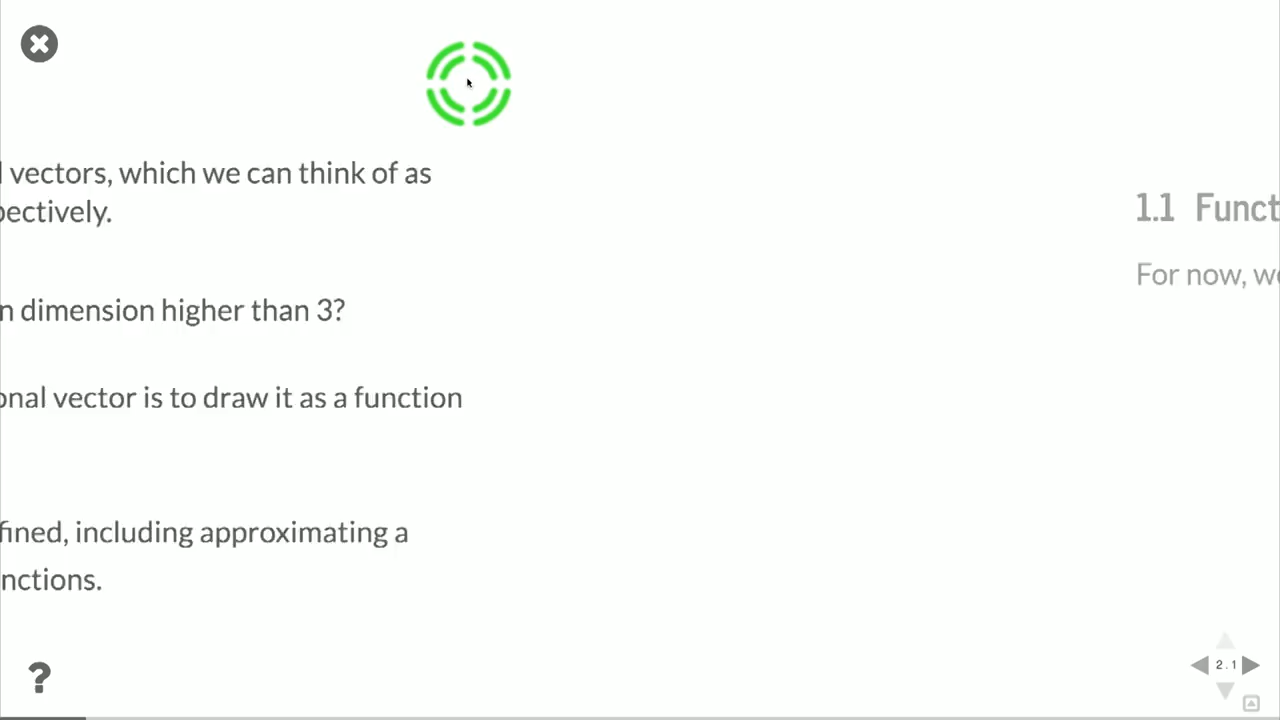 vectors, which we can think of as
pectively.
n dimension higher than 3?
onal vector is to draw it as a function
fined, including approximating a
nctions.
1.1 Funct
For now, we
?
2.1